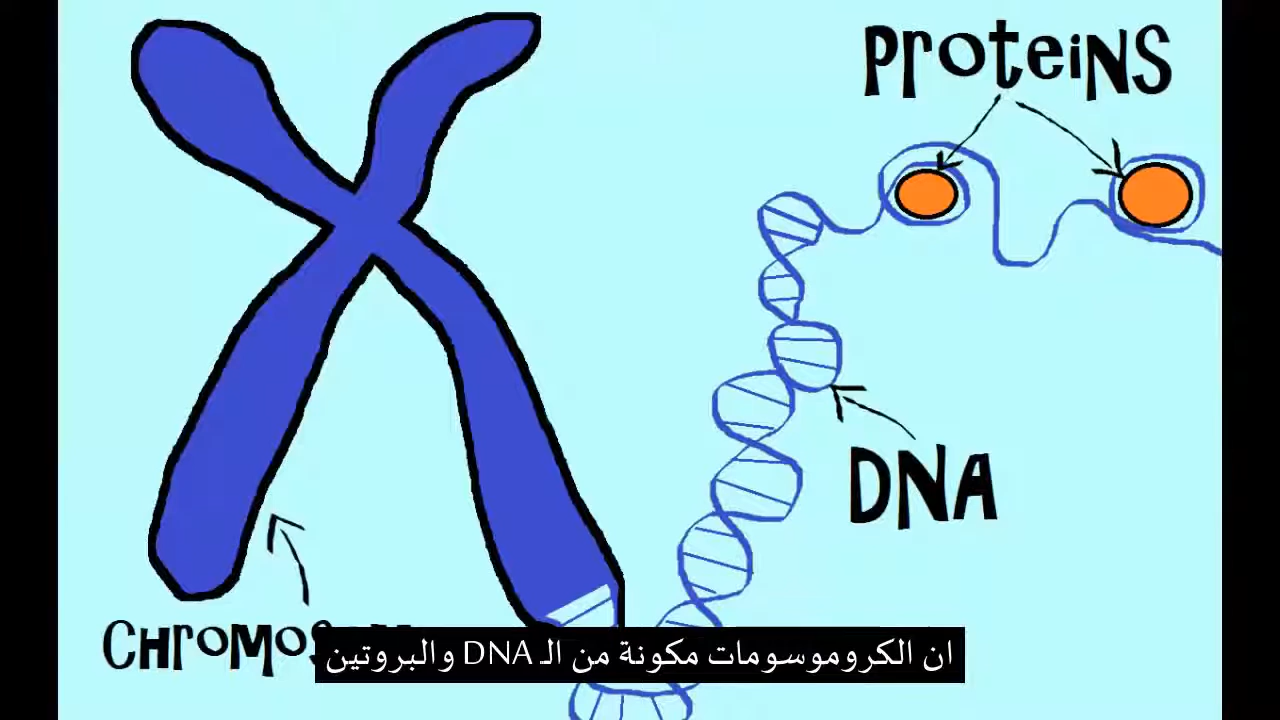 Proteins
DNA
ان الكروموسومات مكونة من الـ DNA والبروتين